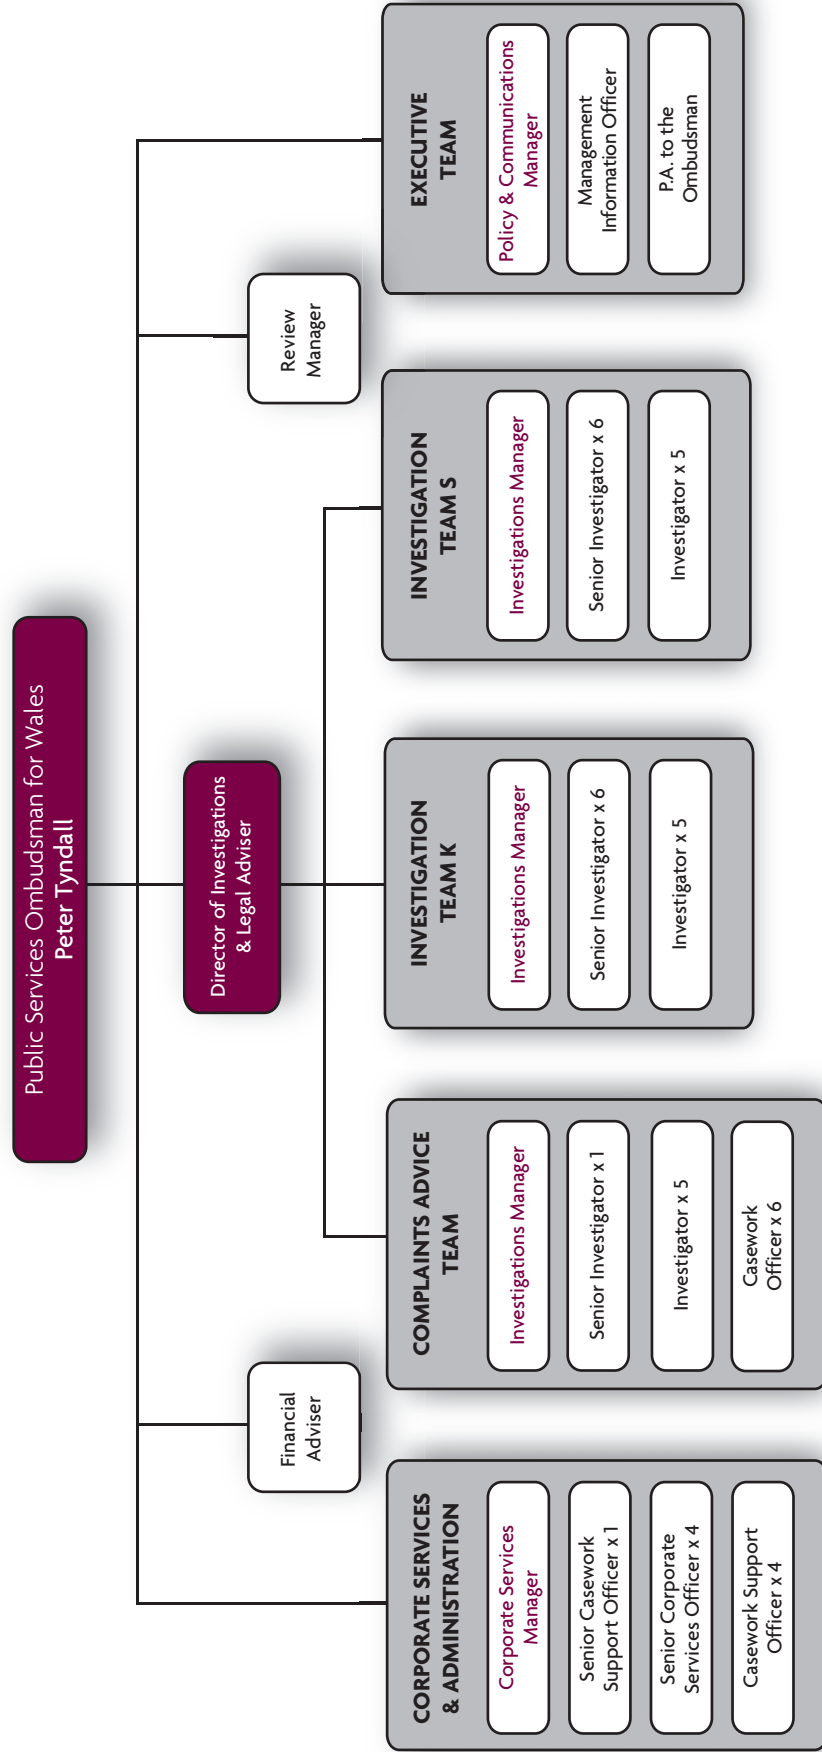 Public Services Ombudsman for Wales
Peter Tyndall
Director of Investigations
& Legal Adviser
Financial
Adviser
Review
Manager
CORPORATE SERVICES
& ADMINISTRATION
Corporate Services
Manager
Senior Casework
Support Officer x 1
Senior Corporate
Services Officer x 4
Casework Support
Officer x 4
COMPLAINTS ADVICE
TEAM
Investigations Manager
Senior Investigator x 1
Investigator x 5
Casework
Officer x 6
INVESTIGATION
TEAM K
Investigations Manager
Senior Investigator x 6
Investigator x 5
INVESTIGATION
TEAM S
Investigations Manager
Senior Investigator x 6
Investigator x 5
EXECUTIVE
TEAM
Policy & Communications
Manager
Management
Information Officer
P.A. to the
Ombudsman